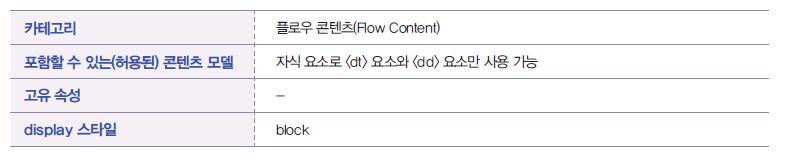 카테고리 플로우 콘텐츠(Flow Content)
포함할 수 있는(허용된) 콘텐츠 모델 자식 요소로 〈dt〉 요소와 〈dd〉 요소만 사용 가능
고유 속성 –
display 스타일 block